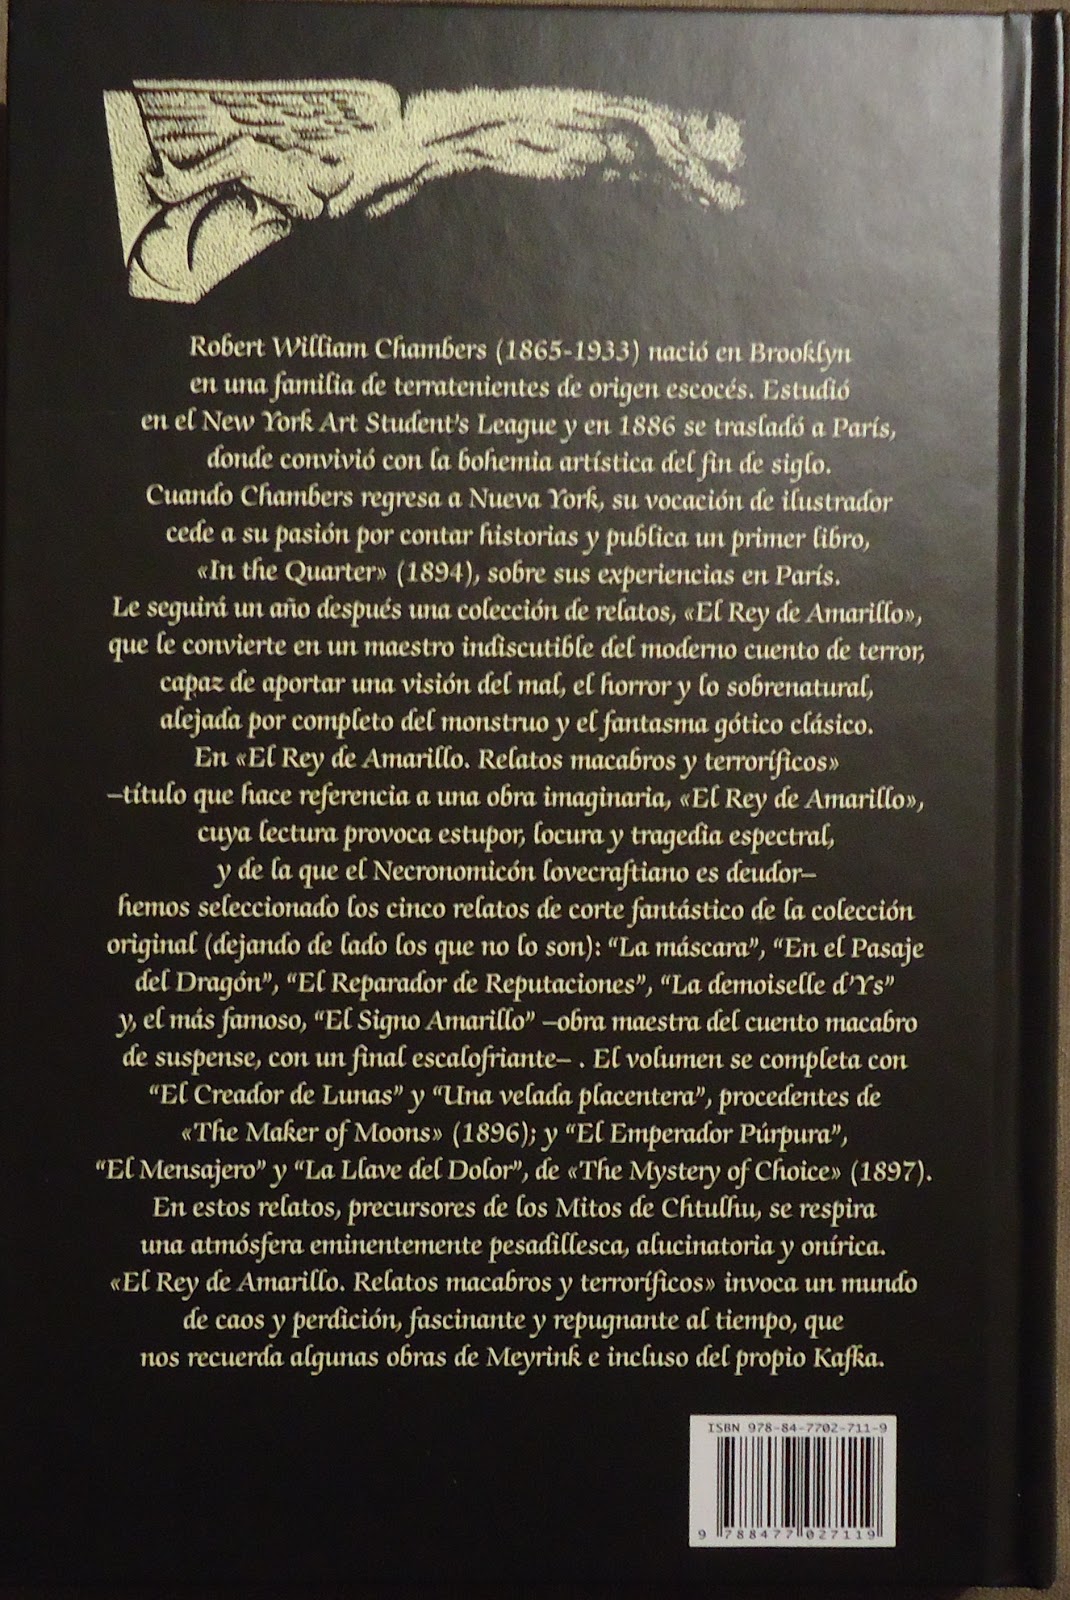 Robert William Chambers (1865-1933) nació en Brooklyn
en una familia de terratenientes de origen escocés. Estudió
en el New York Art Student's League y en 1886 se trasladó a París,
donde convivió con la bohemia artística del fin de siglo.
Cuando Chambers regresa a Nueva York, su vocación de ilustrador
cede a su pasión por contar historias y publica un primer libro,
«In the Quarter» (1894), sobre sus experiencias en París.
Le seguirá un año después una colección de relatos, «El Rey de Amarillo»,
que le convierte en un maestro indiscutible del moderno cuento de terror,
capaz de aportar una visión del mal, el horror y lo sobrenatural,
alejada por completo del monstruo y el fantasma gótico clásico.
En «El Rey de Amarillo. Relatos macabros y terroríficos»
–título que hace referencia a una obra imaginaria, «El Rey de Amarillo»,
cuya lectura provoca estupor, locura y tragedia espectral,
y de la que el Necronomicón lovecraftiano es deudor–
hemos seleccionado los cinco relatos de corte fantástico de la colección
original (dejando de lado los que no lo son): “La máscara”, “En el Pasaje
del Dragón”, “El Reparador de Reputaciones”, “La demoiselle d'Ys”
y, el más famoso, “El Signo Amarillo” –obra maestra del cuento macabro
de suspense, con un final escalofriante– . El volumen se completa con
“El Creador de Lunas” y “Una velada placentera”, procedentes de
«The Maker of Moons» (1896); y “El Emperador Púrpura”,
“El Mensajero” y “La Llave del Dolor”, de «The Mystery of Choice» (1897).
En estos relatos, precursores de los Mitos de Chtulhu, se respira
una atmósfera eminentemente pesadillesca, alucinatoria y onírica.
«El Rey de Amarillo. Relatos macabros y terroríficos» invoca un mundo
de caos y perdición, fascinante y repugnante al tiempo, que
nos recuerda algunas obras de Meyrink e incluso del propio Kafka.
ISBN 978-84-7702-711-9
9 788477 027119